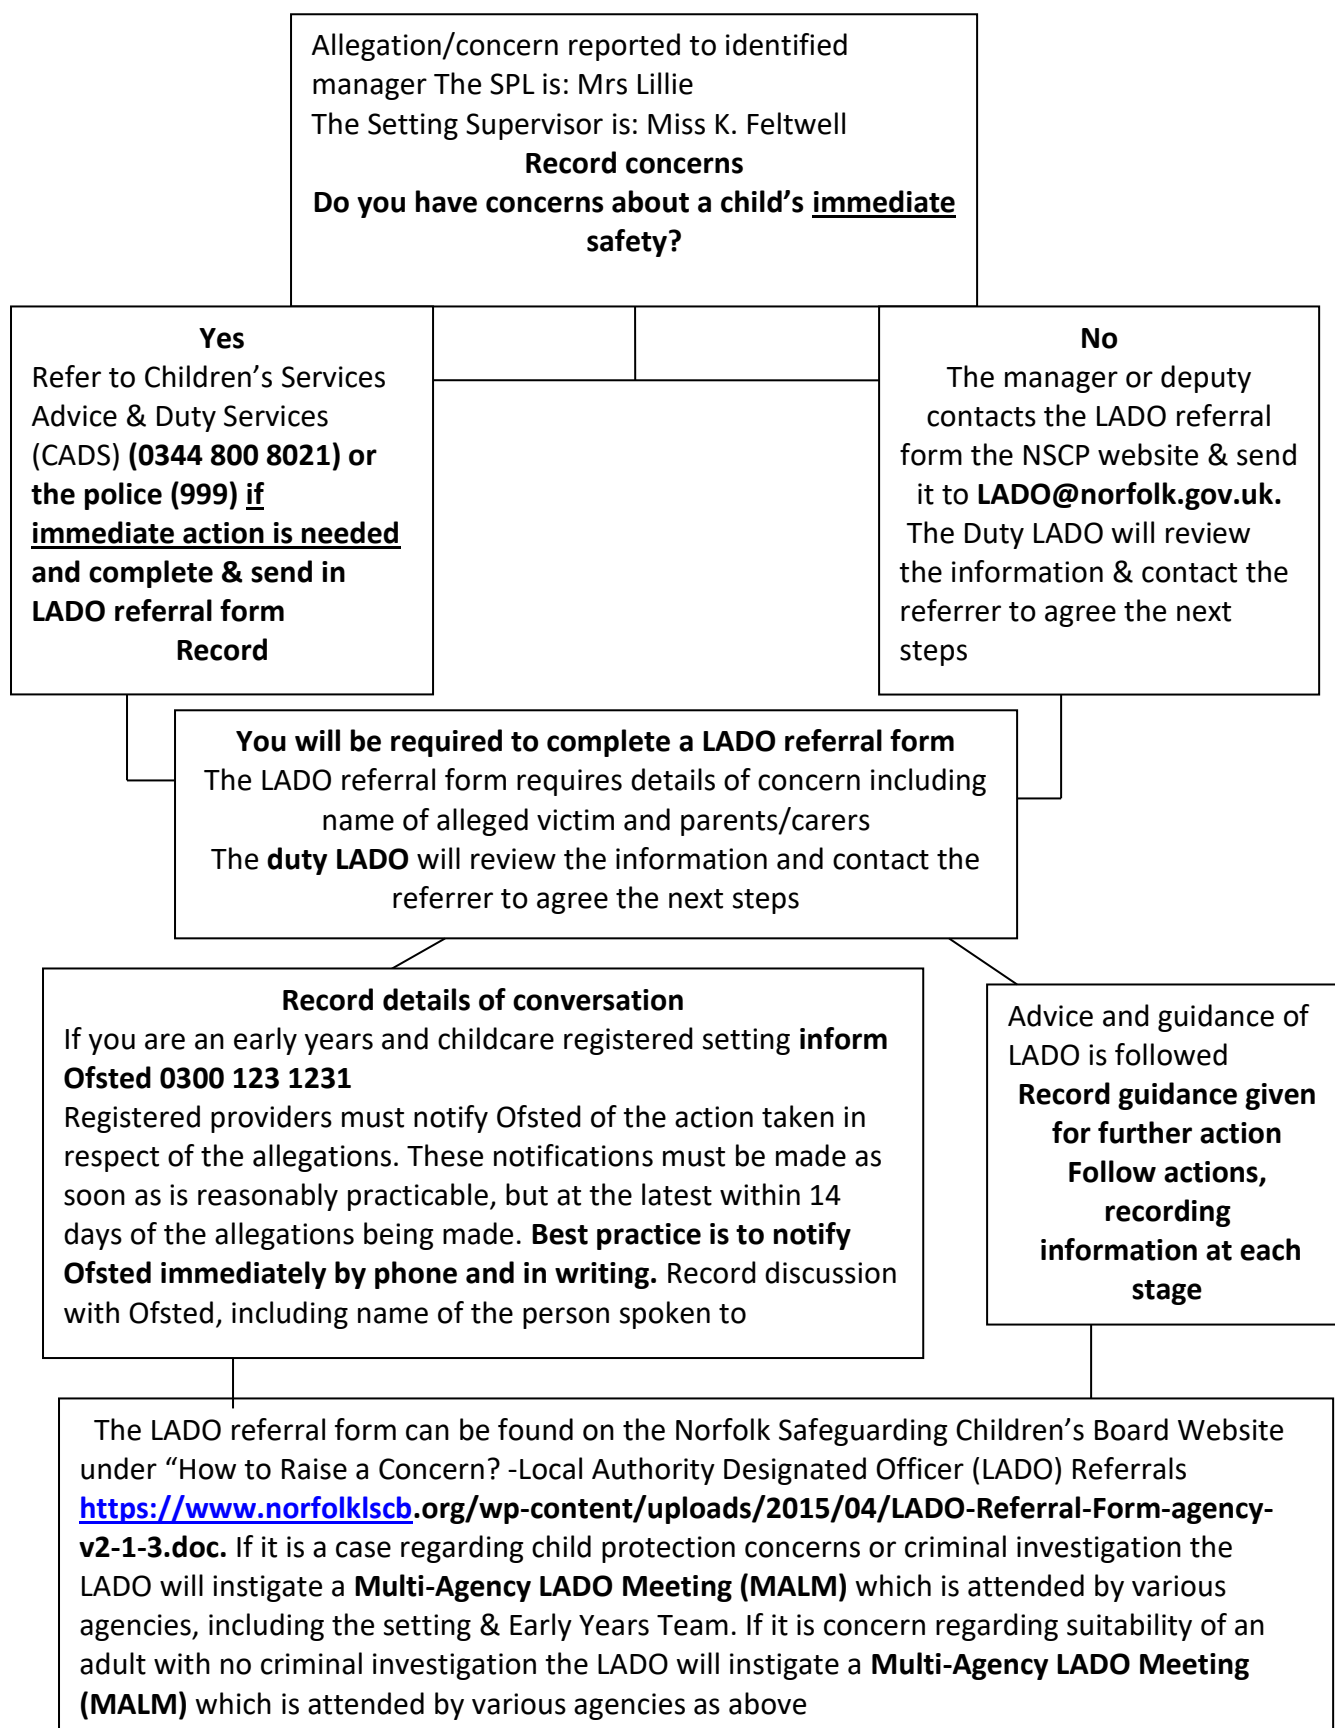 Allegation/concern reported to identified
manager The SPL is: Mrs Lillie
The Setting Supervisor is: Miss K. Feltwell
Record concerns
Do you have concerns about a child’s immediate
safety?
Yes
Refer to Children’s Services
Advice & Duty Services
(CADS) (0344 800 8021) or
the police (999) if
immediate action is needed
and complete & send in
LADO referral form
Record
No
The manager or deputy
contacts the LADO referral
form the NSCP website & send
it to LADO@norfolk.gov.uk.
The Duty LADO will review
the information & contact the
referrer to agree the next
steps
You will be required to complete a LADO referral form
The LADO referral form requires details of concern including
name of alleged victim and parents/carers
The duty LADO will review the information and contact the
referrer to agree the next steps
Record details of conversation
If you are an early years and childcare registered setting inform
Ofsted 0300 123 1231
Registered providers must notify Ofsted of the action taken in
respect of the allegations. These notifications must be made as
soon as is reasonably practicable, but at the latest within 14
days of the allegations being made. Best practice is to notify
Ofsted immediately by phone and in writing. Record discussion
with Ofsted, including name of the person spoken to
Advice and guidance of
LADO is followed
Record guidance given
for further action
Follow actions,
recording
information at each
stage
The LADO referral form can be found on the Norfolk Safeguarding Children’s Board Website
under “How to Raise a Concern? -Local Authority Designated Officer (LADO) Referrals
https://www.norfolklscb.org/wp-content/uploads/2015/04/LADO-Referral-Form-agency-
v2-1-3.doc. If it is a case regarding child protection concerns or criminal investigation the
LADO will instigate a Multi-Agency LADO Meeting (MALM) which is attended by various
agencies, including the setting & Early Years Team. If it is concern regarding suitability of an
adult with no criminal investigation the LADO will instigate a Multi-Agency LADO Meeting
(MALM) which is attended by various agencies as above